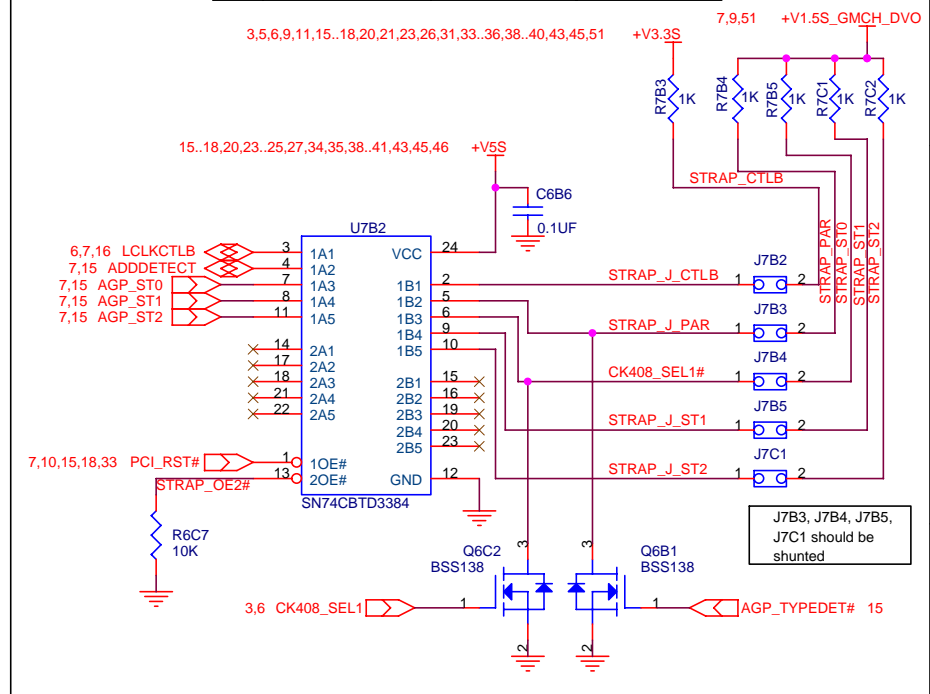 7,9,51 +V1.5S_GMCH_DVO
3,5,6,9,11,15..18,20,21,23,26,31,33..36,38..40,43,45,51 +V3.3S
R7B3 1K
R7B4 1K
R7B5 1K
R7C1 1K
R7C2 1K
15..18,20,23..25,27,34,35,38..41,43,45,46 +V5S
STRAP_CTLB
C6B6
0.1UF
STRAP_PAR
STRAP_ST0
STRAP_ST1
STRAP_ST2
U7B2
6,7,16 LCLKCTLB 3 1A1 VCC 24
7,15 ADDDETECT 4 1A2
7,15 AGP_ST0 7 1A3 1B1 2 STRAP_J_CTLB 1 J7B2 2
7,15 AGP_ST1 8 1A4 1B2 5
7,15 AGP_ST2 11 1A5 1B3 6
1B4 9 STRAP_J_PAR 1 J7B3 2
1B5 10
14 2A1
17 2A2
18 2A3 2B1 15 CK408_SEL1# 1 J7B4 2
21 2A4 2B2 16
22 2A5 2B3 19
2B4 20 STRAP_J_ST1 1 J7B5 2
2B5 23
7,10,15,18,33 PCI_RST# 1 1OE#
STRAP_OE2# 13 2OE# GND 12 STRAP_J_ST2 1 J7C1 2
SN74CBTD3384
R6C7
10K
J7B3, J7B4, J7B5,
J7C1 should be
shunted
3 Q6C2
BSS138
3 Q6B1
BSS138
3,6 CK408_SEL1 1
1 AGP_TYPEDET# 15
2
2